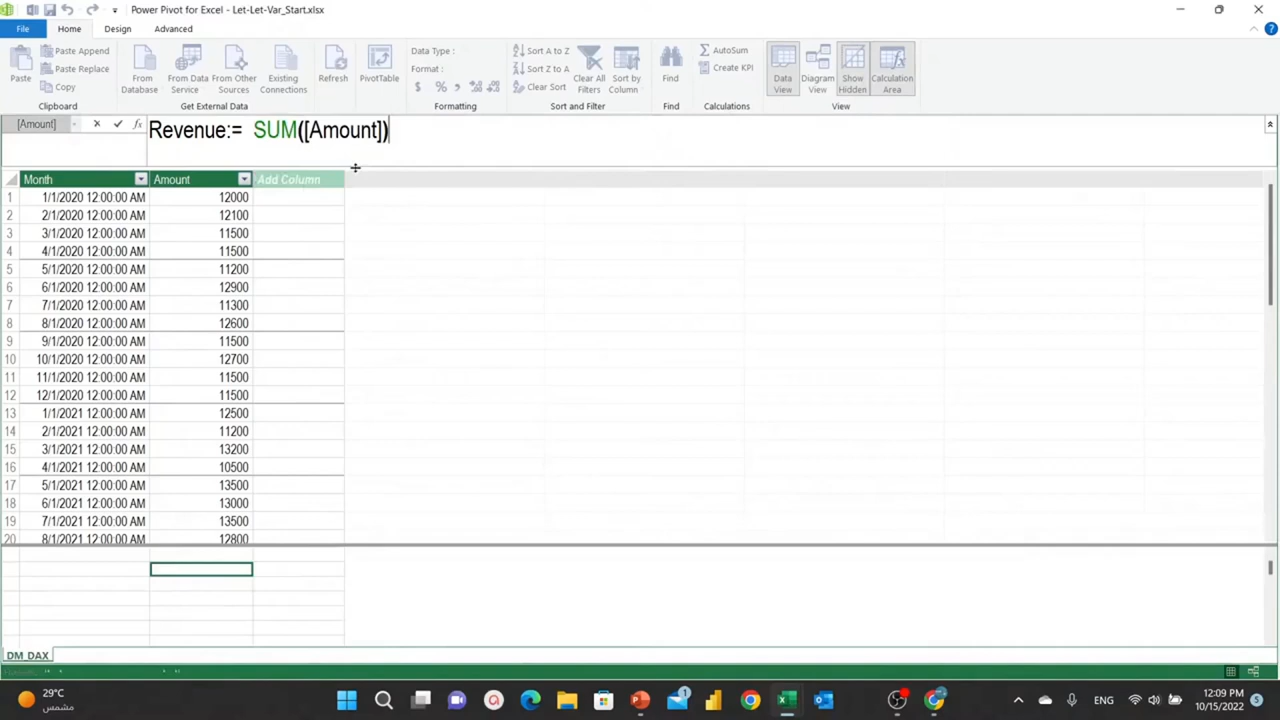 Power Pivot for Excel - Let-Let-Var_Start.xlsx
File Home Design Advanced
Paste
Paste Append
Paste Replace
Copy
Clipboard
From Database
From Data Service
From Other Sources
Existing Connections
Get External Data
Refresh
PivotTable
Data Type :
Format :
$ % ,
Formatting
Sort A to Z
Sort Z to A
Clear Sort
Clear All Filters
Sort by Column
Sort and Filter
Find
Find
AutoSum
Create KPI
Calculations
Data View
Diagram View
Show Hidden
Calculation Area
View
[Amount] fx Revenue:= SUM([Amount])
Month Amount Add Column
1 1/1/2020 12:00:00 AM 12000
2 2/1/2020 12:00:00 AM 12100
3 3/1/2020 12:00:00 AM 11500
4 4/1/2020 12:00:00 AM 11500
5 5/1/2020 12:00:00 AM 11200
6 6/1/2020 12:00:00 AM 12900
7 7/1/2020 12:00:00 AM 11300
8 8/1/2020 12:00:00 AM 12600
9 9/1/2020 12:00:00 AM 11500
10 10/1/2020 12:00:00 AM 12700
11 11/1/2020 12:00:00 AM 11500
12 12/1/2020 12:00:00 AM 11500
13 1/1/2021 12:00:00 AM 12500
14 2/1/2021 12:00:00 AM 11200
15 3/1/2021 12:00:00 AM 13200
16 4/1/2021 12:00:00 AM 10500
17 5/1/2021 12:00:00 AM 13500
18 6/1/2021 12:00:00 AM 13000
19 7/1/2021 12:00:00 AM 13500
20 8/1/2021 12:00:00 AM 12800
DM_DAX
29°C
مشمس
ENG
12:09 PM
10/15/2022